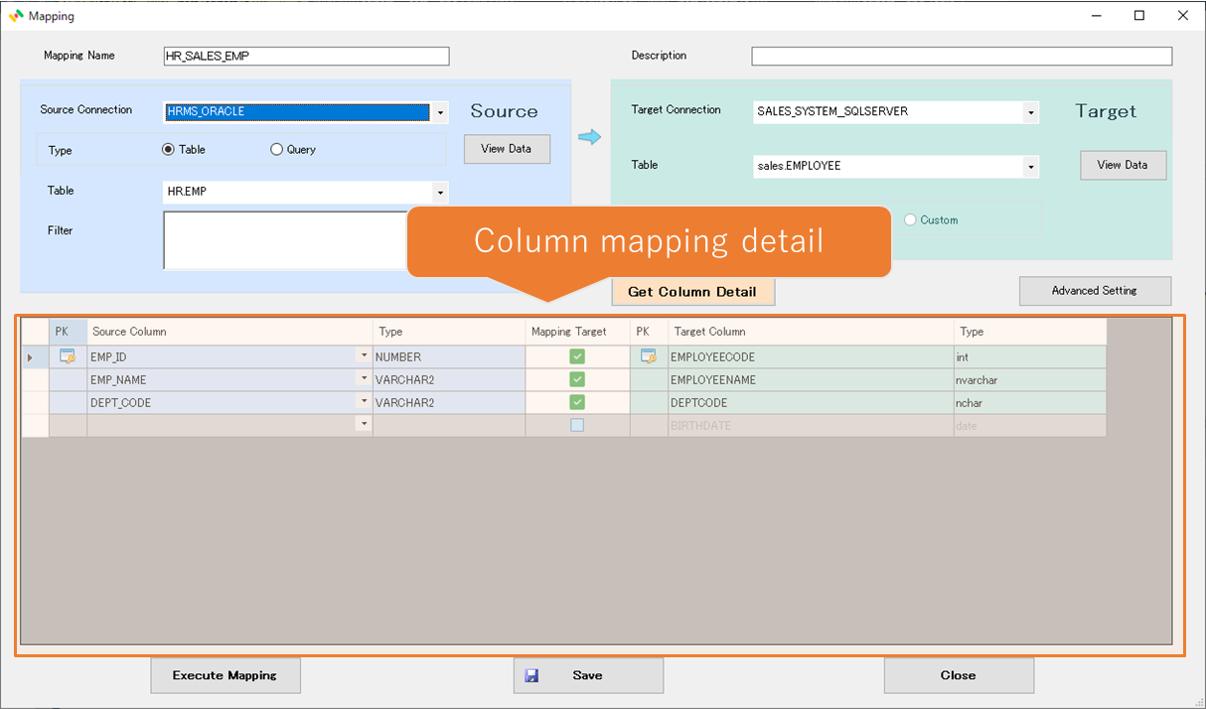 Mapping
Mapping Name HR_SALES_EMP Description
Source Connection HRMS_ORACLE Source
Type Table Query View Data
Table HR.EMP
Filter
Target Connection SALES_SYSTEM_SQLSERVER Target
Table sales.EMPLOYEE View Data
Custom
Column mapping detail
Get Column Detail Advanced Setting
PK Source Column Type Mapping Target PK Target Column Type
EMP_ID NUMBER EMPLOYEECODE int
EMP_NAME VARCHAR2 EMPLOYEENAME nvarchar
DEPT_CODE VARCHAR2 DEPTCODE nchar
BIRTHDATE date
Execute Mapping Save Close